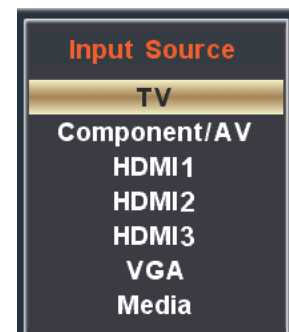 Input Source
TV
Component/AV
HDMI1
HDMI2
HDMI3
VGA
Media